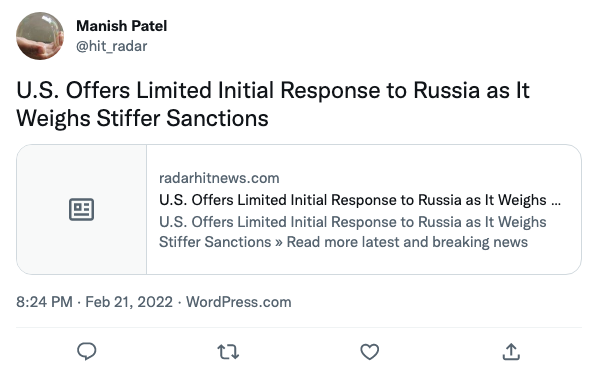 Manish Patel
@hit_radar
U.S. Offers Limited Initial Response to Russia as It
Weighs Stiffer Sanctions
radarhitnews.com
U.S. Offers Limited Initial Response to Russia as It Weighs ...
U.S. Offers Limited Initial Response to Russia as It Weighs
Stiffer Sanctions » Read more latest and breaking news
8:24 PM · Feb 21, 2022 · WordPress.com